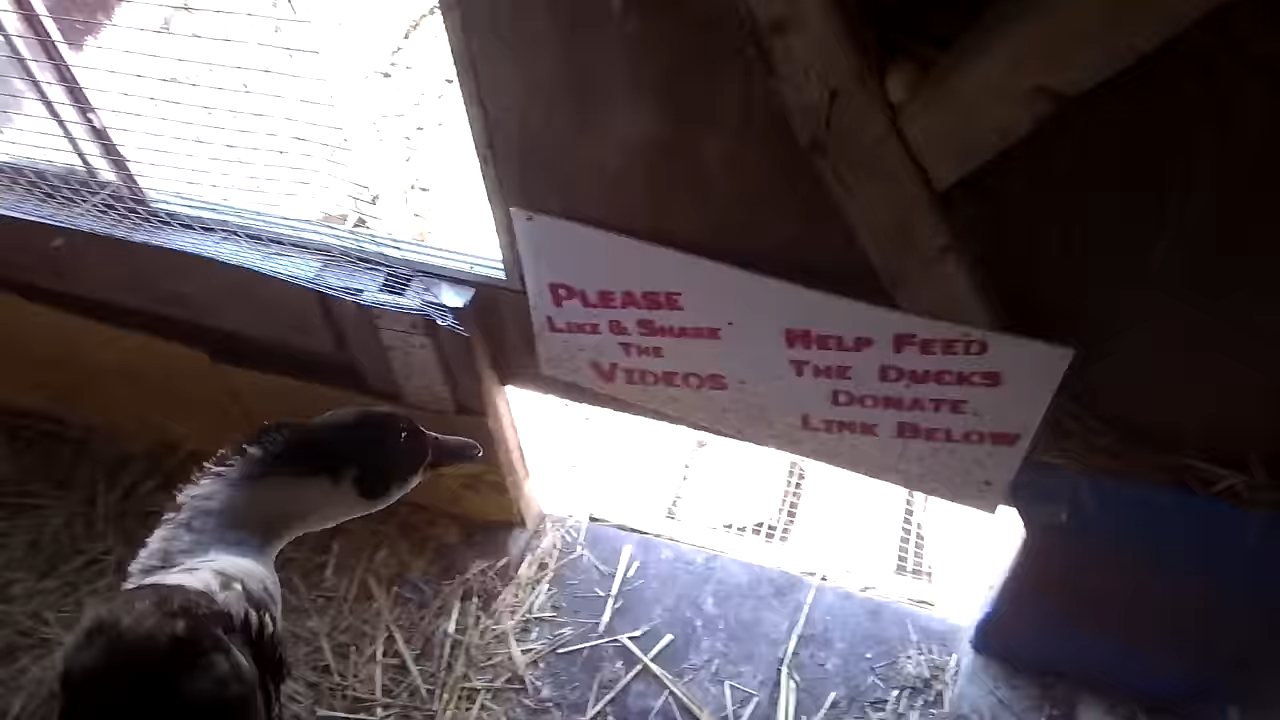 PLEASE
LIKE & SHARE
THE
VIDEOS
HELP FEED
THE DUCKS
DONATE
LINK BELOW